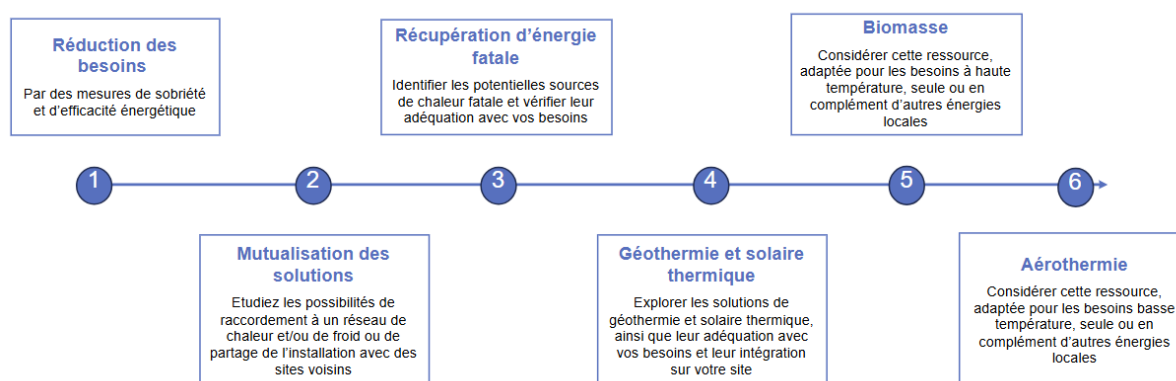 Réduction des
besoins
Par des mesures de sobriété
et d'efficacité énergétique
1
Mutualisation des
solutions
Etudiez les possibilités de
raccordement à un réseau de
chaleur et/ou de froid ou de
partage de l'installation avec des
sites voisins
2
Récupération d'énergie
fatale
Identifier les potentielles sources
de chaleur fatale et vérifier leur
adéquation avec vos besoins
3
Géothermie et solaire
thermique
Explorer les solutions de
géothermie et solaire thermique,
ainsi que leur adéquation avec
vos besoins et leur intégration
sur votre site
4
Biomasse
Considérer cette ressource,
adaptée pour les besoins à haute
température, seule ou en
complément d'autres énergies
locales
5
Aérothermie
Considérer cette ressource,
adaptée pour les besoins basse
température, seule ou en
complément d'autres énergies
locales
6